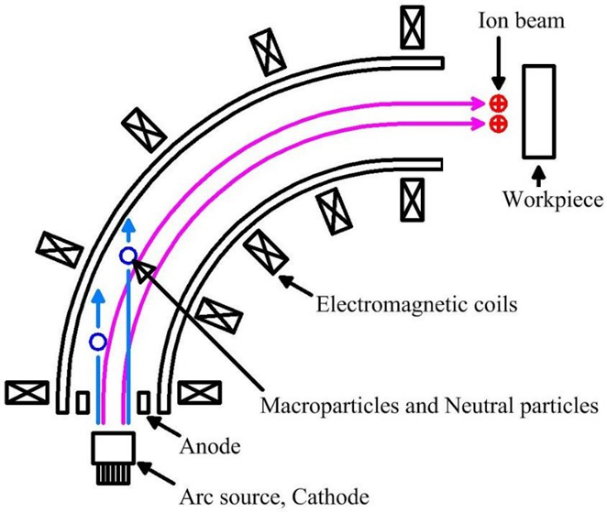 Ion beam
Workpiece
Electromagnetic coils
Macroparticles and Neutral particles
Anode
Arc source, Cathode